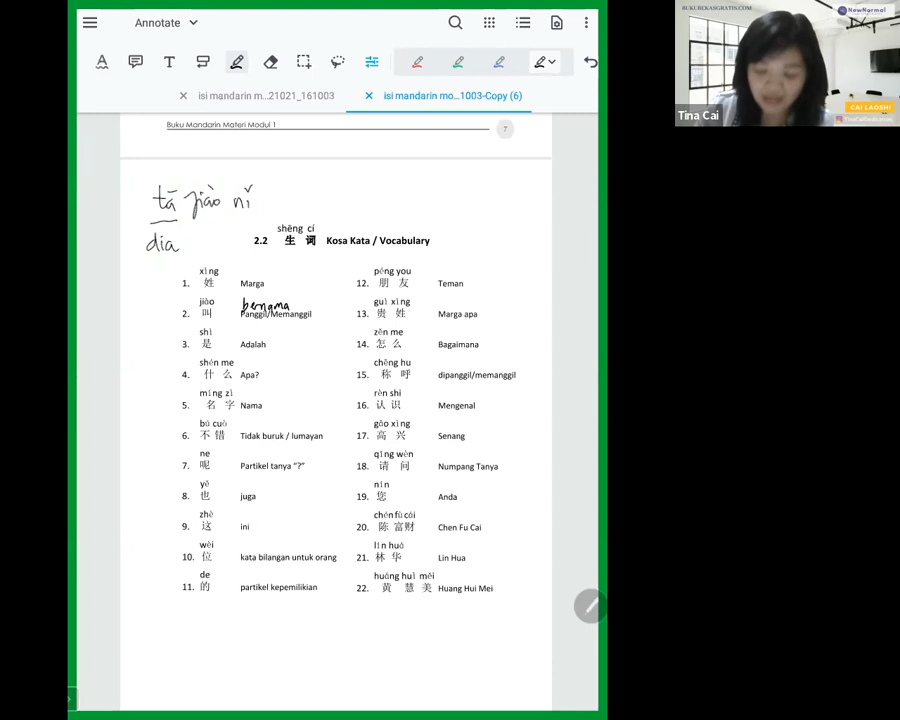 Annotate
BUKUBEKASGRATIS.COM
NewNormal
isi mandarin m...21021_161003
isi mandarin mo...1003-Copy (6)
CAI LAOSHI
Tina Cai
Buku Mandarin Materi Modul 1
7
tā jiào nǐ
dia
shēng cí
2.2 生 词 Kosa Kata / Vocabulary
xìng
1. 姓 Marga
jiào bernama
2. 叫 Panggil/Memanggil
shì
3. 是 Adalah
shén me
4. 什 么 Apa?
míng zì
5. 名 字 Nama
bú cuò
6. 不 错 Tidak buruk / lumayan
ne
7. 呢 Partikel tanya "?"
yě
8. 也 juga
zhè
9. 这 ini
wèi
10. 位 kata bilangan untuk orang
de
11. 的 partikel kepemilikian
péng you
12. 朋 友 Teman
guì xìng
13. 贵 姓 Marga apa
zěn me
14. 怎 么 Bagaimana
chēng hu
15. 称 呼 dipanggil/memanggil
rèn shi
16. 认 识 Mengenal
gāo xìng
17. 高 兴 Senang
qǐng wèn
18. 请 问 Numpang Tanya
nín
19. 您 Anda
chén fù cái
20. 陈 富财 Chen Fu Cai
lín huá
21. 林 华 Lin Hua
huáng huì měi
22. 黄 慧 美 Huang Hui Mei